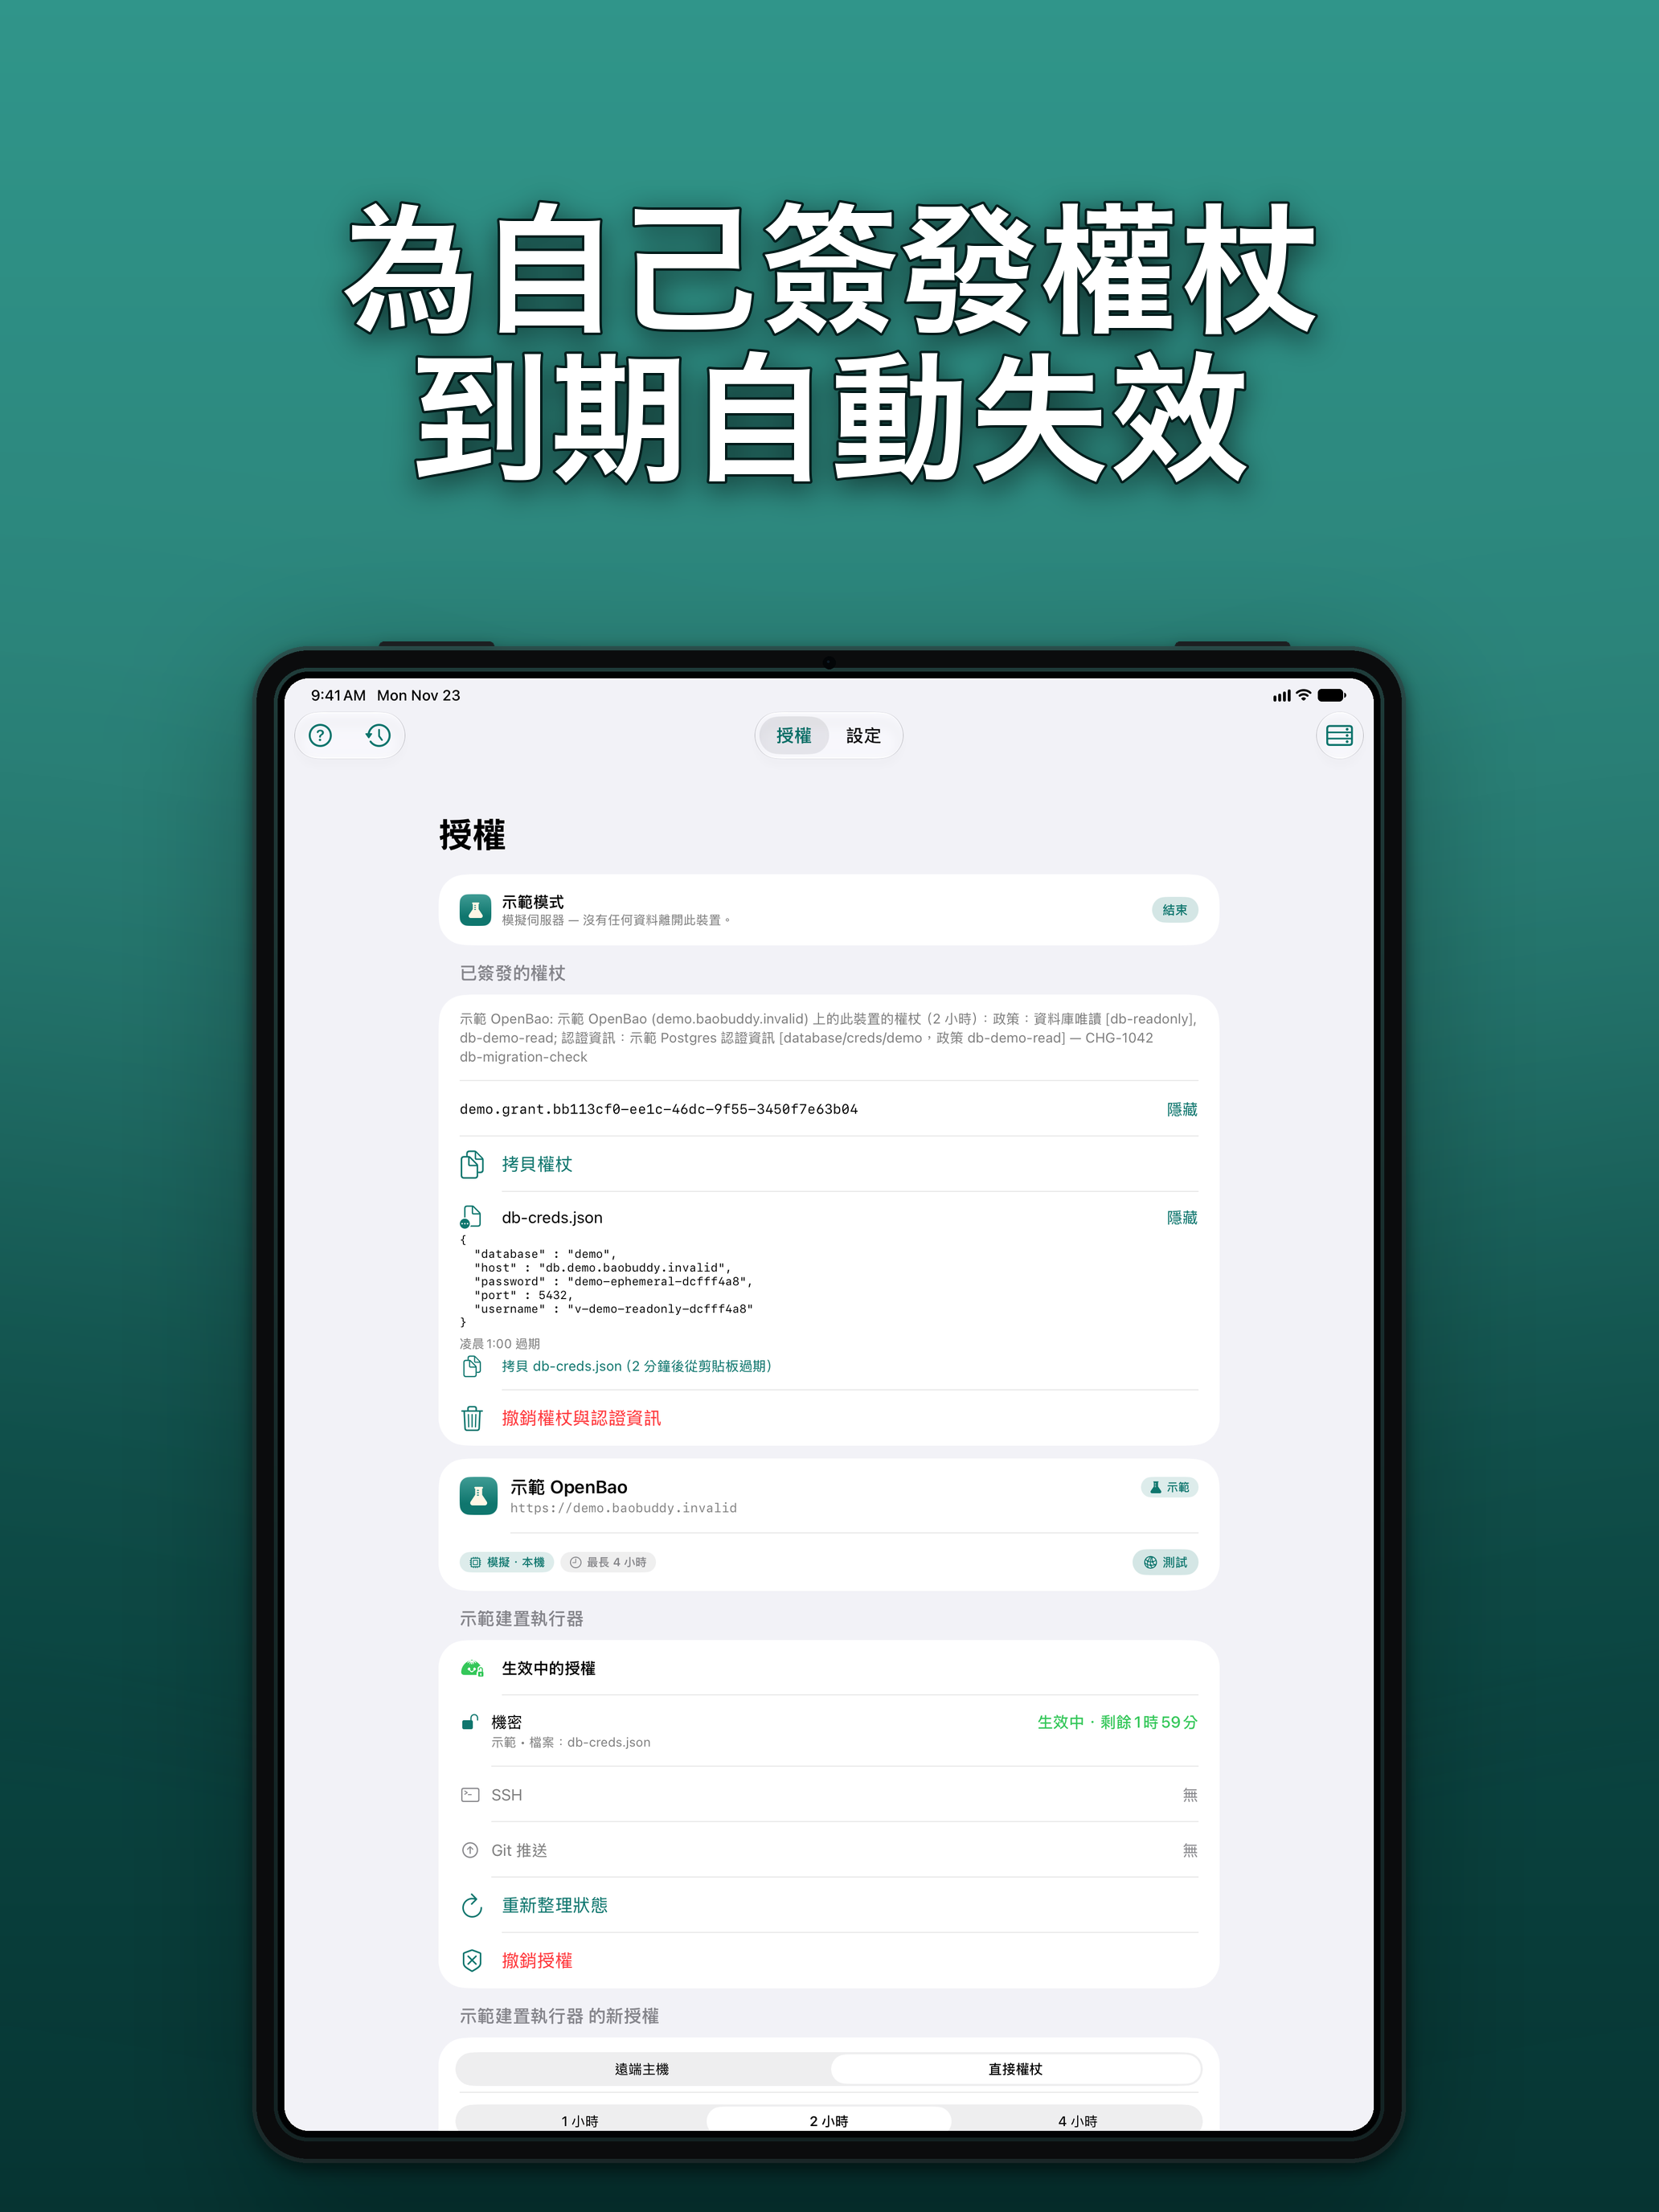 為自己簽發權杖
到期自動失效
9:41 AM Mon Nov 23
授權 設定
授權
示範模式
模擬伺服器 — 沒有任何資料離開此裝置。
結束
已簽發的權杖
示範 OpenBao: 示範 OpenBao (demo.baobuddy.invalid) 上的此裝置的權杖 (2 小時)：政策：資料庫唯讀 [db-readonly],
db-demo-read; 認證資訊：示範 Postgres 認證資訊 [database/creds/demo，政策 db-demo-read] — CHG-1042
db-migration-check
demo.grant.bb113cf0-ee1c-46dc-9f55-3450f7e63b04 隱藏
拷貝權杖
db-creds.json 隱藏
{
"database" : "demo",
"host" : "db.demo.baobuddy.invalid",
"password" : "demo-ephemeral-dcfff4a8",
"port" : 5432,
"username" : "v-demo-readonly-dcfff4a8"
}
凌晨 1:00 過期
拷貝 db-creds.json (2 分鐘後從剪貼板過期)
撤銷權杖與認證資訊
示範 OpenBao
https://demo.baobuddy.invalid
示範
模擬 · 本機 最長 4 小時 測試
示範建置執行器
生效中的授權
機密 生效中 · 剩餘 1 時 59 分
示範 • 檔案：db-creds.json
SSH 無
Git 推送 無
重新整理狀態
撤銷授權
示範建置執行器 的新授權
遠端主機 直接權杖
1 小時 2 小時 4 小時